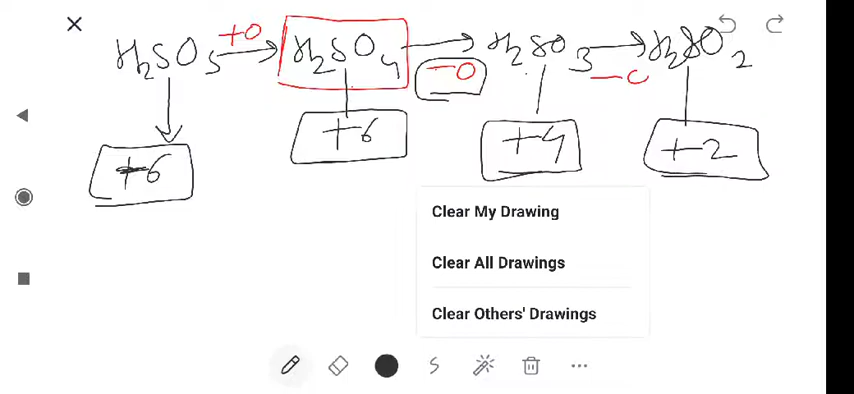 H₂SO₅ +O → H₂SO₄ → –O H₂SO₃ → –O H₂SO₂
+6 +6 +4 +2
Clear My Drawing
Clear All Drawings
Clear Others' Drawings